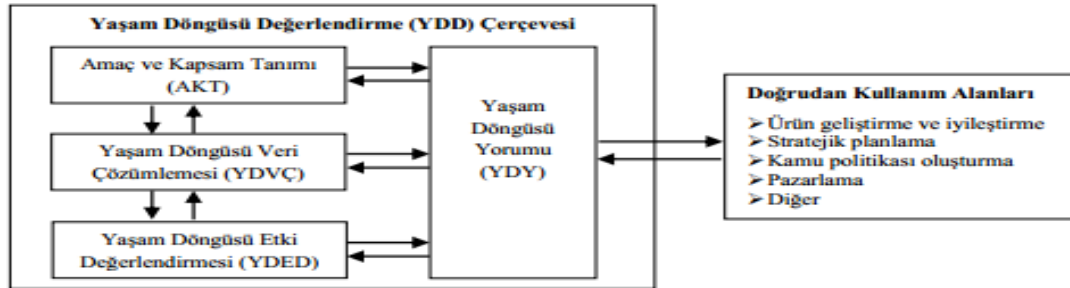 Yaşam Döngüsü Değerlendirme (YDD) Çerçevesi
Amaç ve Kapsam Tanımı
(AKT)
Yaşam Döngüsü Veri
Çözümlemesi (YDVÇ)
Yaşam Döngüsü Etki
Değerlendirmesi (YDED)
Yaşam
Döngüsü
Yorumu
(YDY)
Doğrudan Kullanım Alanları
➢ Ürün geliştirme ve iyileştirme
➢ Stratejik planlama
➢ Kamu politikası oluşturma
➢ Pazarlama
➢ Diğer